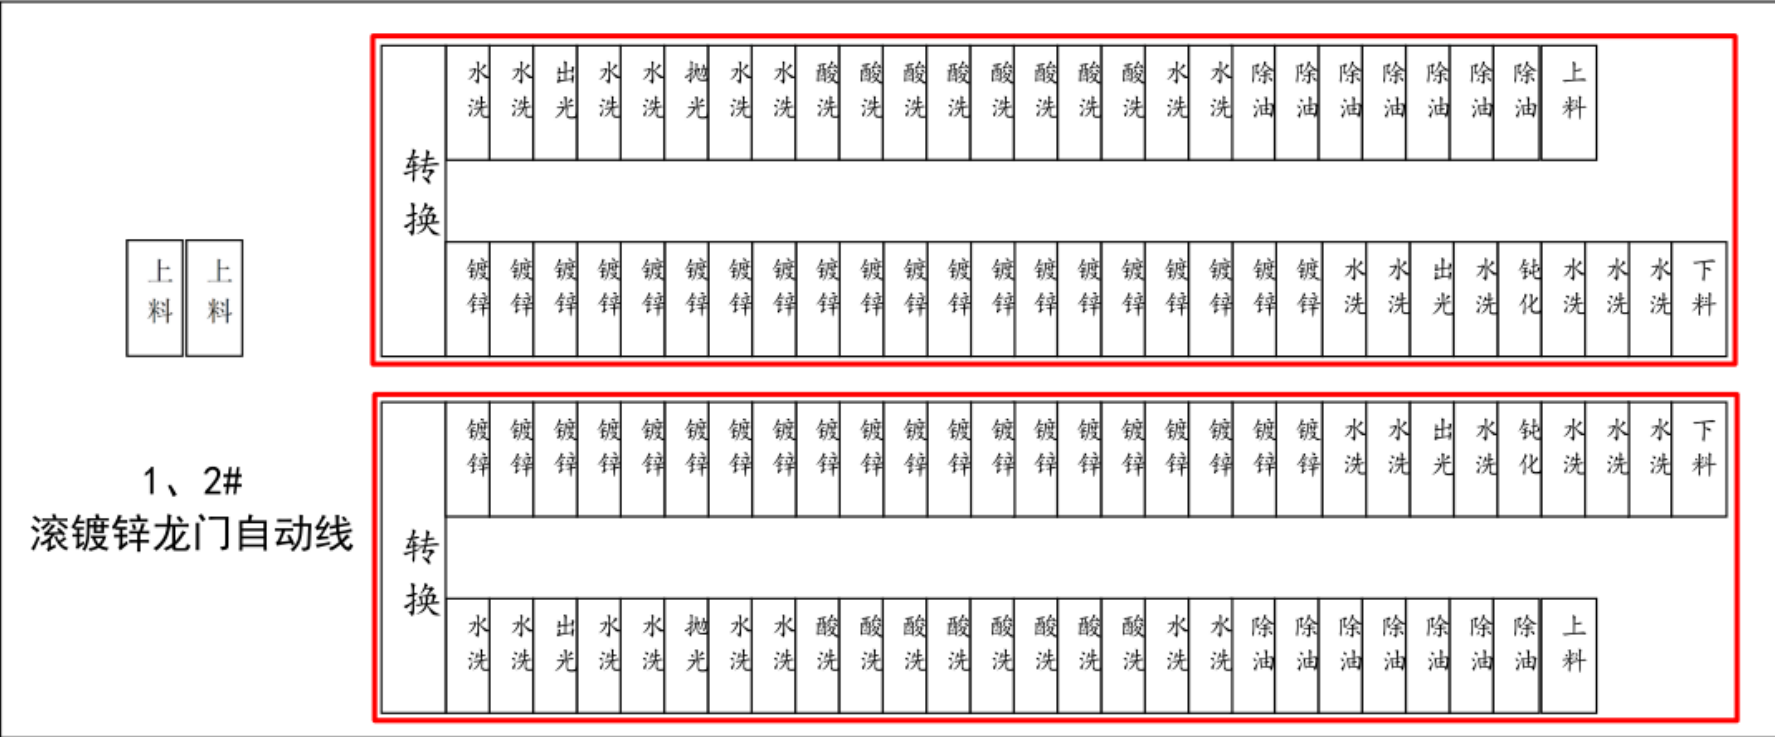 水洗 水洗 出光 水洗 水洗 抛光 水洗 水洗 酸洗 酸洗 酸洗 酸洗 酸洗 酸洗 酸洗 酸洗 水洗 水洗 除油 除油 除油 除油 除油 除油 除油 上料
转换
镀锌 镀锌 镀锌 镀锌 镀锌 镀锌 镀锌 镀锌 镀锌 镀锌 镀锌 镀锌 镀锌 镀锌 镀锌 镀锌 镀锌 镀锌 镀锌 镀锌 水洗 水洗 出光 水洗 钝化 水洗 水洗 水洗 下料
上料 上料
1、2#
滚镀锌龙门自动线
镀锌 镀锌 镀锌 镀锌 镀锌 镀锌 镀锌 镀锌 镀锌 镀锌 镀锌 镀锌 镀锌 镀锌 镀锌 镀锌 镀锌 镀锌 镀锌 镀锌 水洗 水洗 出光 水洗 钝化 水洗 水洗 水洗 下料
转换
水洗 水洗 出光 水洗 水洗 抛光 水洗 水洗 酸洗 酸洗 酸洗 酸洗 酸洗 酸洗 酸洗 酸洗 水洗 水洗 除油 除油 除油 除油 除油 除油 除油 上料